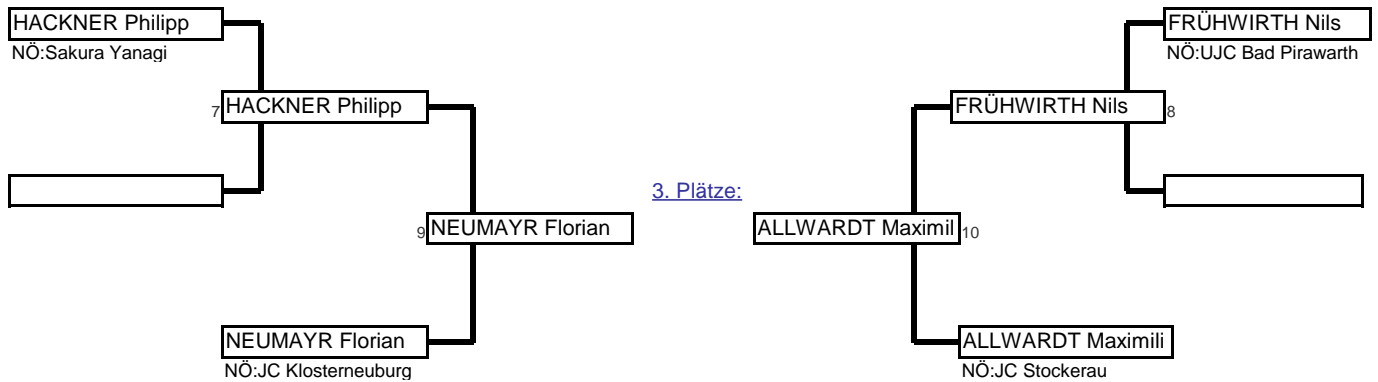 HACKNER Philipp
NÖ:Sakura Yanagi
7 HACKNER Philipp
9 NEUMAYR Florian
NEUMAYR Florian
NÖ:JC Klosterneuburg
3. Plätze:
FRÜHWIRTH Nils
NÖ:UJC Bad Pirawarth
FRÜHWIRTH Nils 8
ALLWARDT Maximil 10
ALLWARDT Maximili
NÖ:JC Stockerau